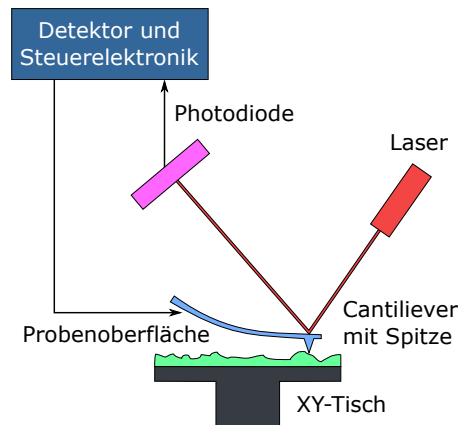 Detektor und
Steuerelektronik
Photodiode
Laser
Cantiliever
mit Spitze
Probenoberfläche
XY-Tisch